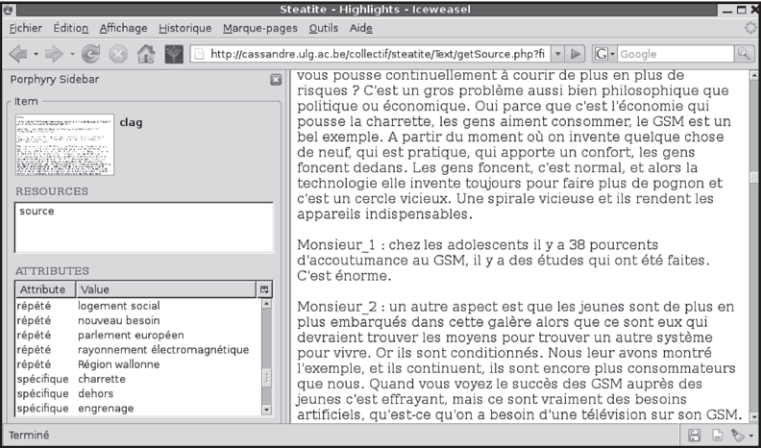 Steatite - Highlights - Iceweasel
Fichier Édition Affichage Historique Marque-pages Outils Aide
http://cassandre.ulg.ac.be/collectif/steatite/Text/getSource.php?fi
G Google
Porphyry Sidebar
Item
clag
RESOURCES
source
ATTRIBUTES
Attribute Value
répété logement social
répété nouveau besoin
répété parlement européen
répété rayonnement électromagnétique
répété Région wallonne
spécifique charrette
spécifique dehors
spécifique engrenage
vous pousse continuellement à courir de plus en plus de
risques ? C'est un gros problème aussi bien philosophique que
politique ou économique. Oui parce que c'est l'économie qui
pousse la charrette, les gens aiment consommer, le GSM est un
bel exemple. A partir du moment où on invente quelque chose
de neuf, qui est pratique, qui apporte un confort, les gens
foncent dedans. Les gens foncent, c'est normal, et alors la
technologie elle invente toujours pour faire plus de pognon et
c'est un cercle vicieux. Une spirale vicieuse et ils rendent les
appareils indispensables.
Monsieur_1 : chez les adolescents il y a 38 pourcents
d'accoutumance au GSM, il y a des études qui ont été faites.
C'est énorme.
Monsieur_2 : un autre aspect est que les jeunes sont de plus en
plus embarqués dans cette galère alors que ce sont eux qui
devraient trouver les moyens pour trouver un autre système
pour vivre. Or ils sont conditionnés. Nous leur avons montré
l'exemple, et ils continuent, ils sont encore plus consommateurs
que nous. Quand vous voyez le succès des GSM auprès des
jeunes c'est effrayant, mais ce sont vraiment des besoins
artificiels, qu'est-ce qu'on a besoin d'une télévision sur son GSM.
Terminé